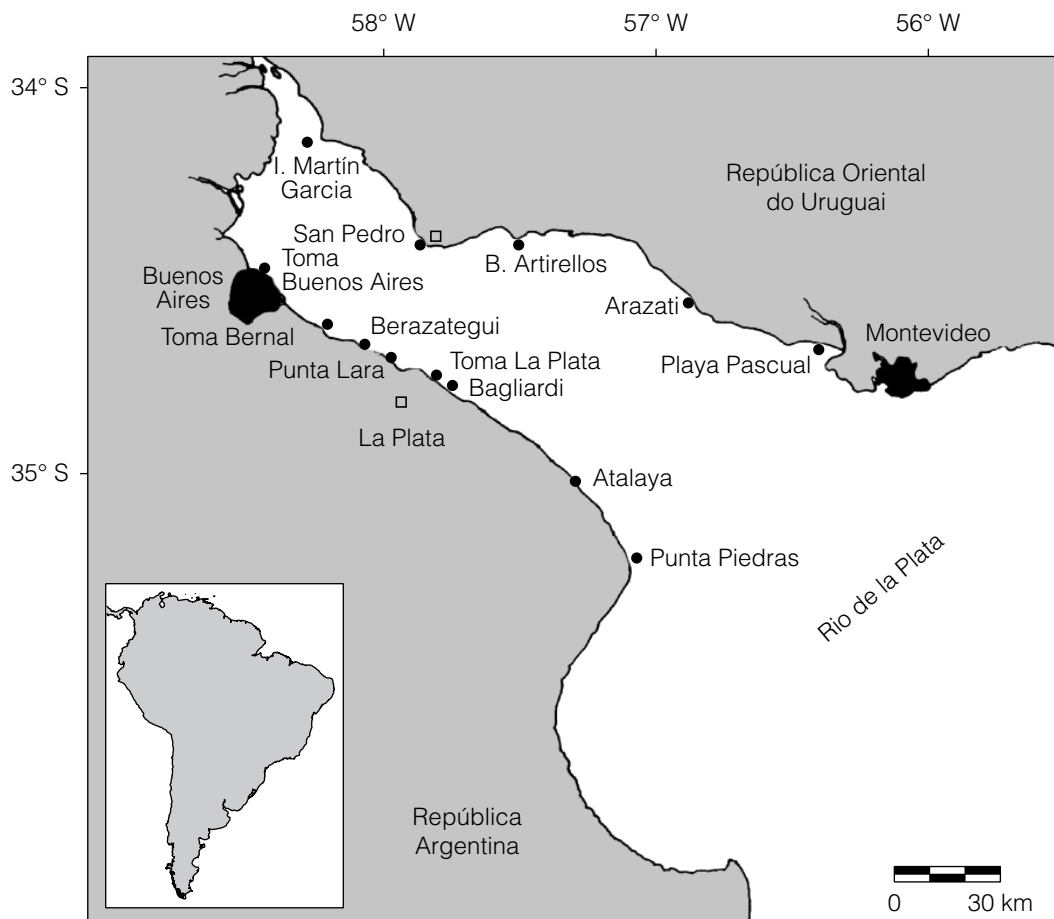 58° W
57° W
56° W
34° S
I. Martín
Garcia
República Oriental
do Uruguai
San Pedro
Toma
Buenos Aires
B. Artirellos
Buenos
Aires
Arazati
Toma Bernal
Berazategui
Montevideo
Punta Lara
Toma La Plata
Playa Pascual
Bagliardi
La Plata
35° S
Atalaya
Punta Piedras
Rio de la Plata
República
Argentina
0 30 km